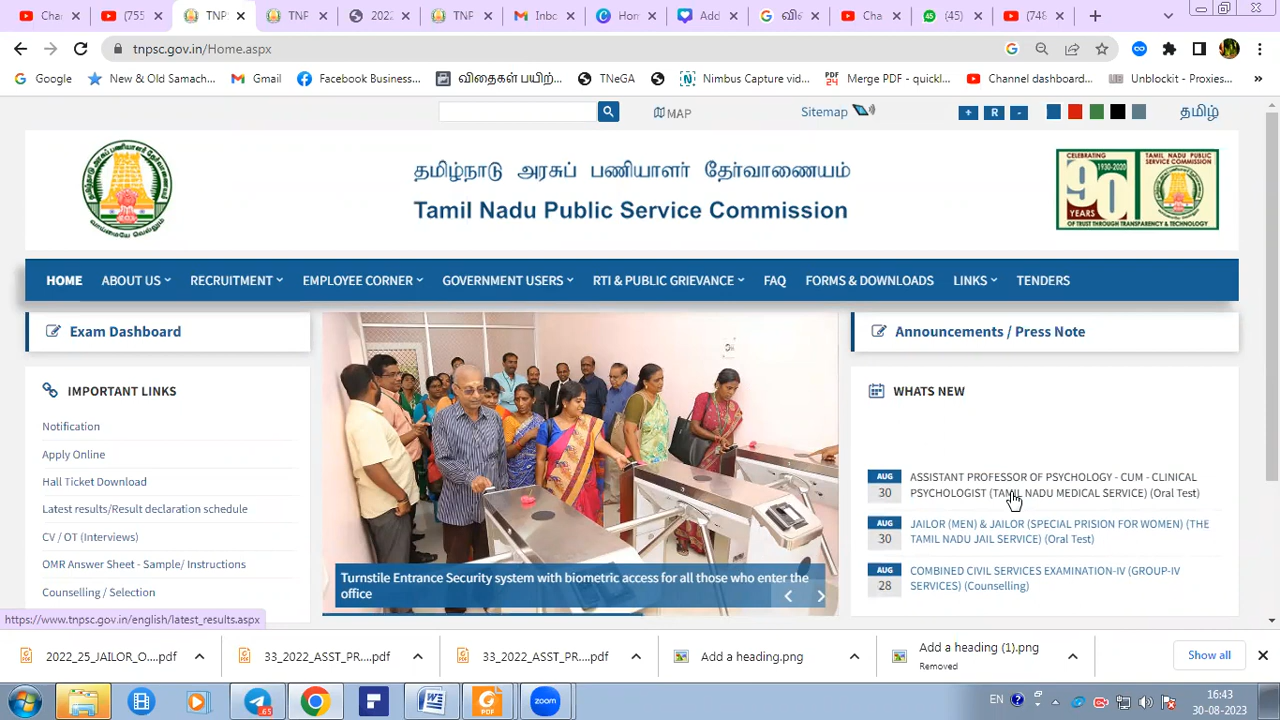 Cha
(753
TNP
TNF
2022
TNF
Inbo
Hon
Add
வி
Cha
(45)
(748
tnpsc.gov.in/Home.aspx
Google
New & Old Samach...
Gmail
Facebook Business...
விதைகள் பயிற்...
TNeGA
Nimbus Capture vid...
Merge PDF - quickl...
Channel dashboard...
Unblockit - Proxies...
»
MAP
Sitemap
+ R -
தமிழ்
தமிழ்நாடு அரசுப் பணியாளர் தேர்வாணையம்
Tamil Nadu Public Service Commission
CELEBRATING
1930-2020
90
YEARS
TAMIL NADU PUBLIC
SERVICE COMMISSION
OF TRUST THROUGH TRANSPARENCY & TECHNOLOGY
HOME ABOUT US RECRUITMENT EMPLOYEE CORNER GOVERNMENT USERS RTI & PUBLIC GRIEVANCE FAQ FORMS & DOWNLOADS LINKS TENDERS
Exam Dashboard
IMPORTANT LINKS
Notification
Apply Online
Hall Ticket Download
Latest results/Result declaration schedule
CV / OT (Interviews)
OMR Answer Sheet - Sample/ Instructions
Counselling / Selection
Turnstile Entrance Security system with biometric access for all those who enter the
office
Announcements / Press Note
WHATS NEW
AUG
30
ASSISTANT PROFESSOR OF PSYCHOLOGY - CUM - CLINICAL
PSYCHOLOGIST (TAMIL NADU MEDICAL SERVICE) (Oral Test)
AUG
30
JAILOR (MEN) & JAILOR (SPECIAL PRISION FOR WOMEN) (THE
TAMIL NADU JAIL SERVICE) (Oral Test)
AUG
28
COMBINED CIVIL SERVICES EXAMINATION-IV (GROUP-IV
SERVICES) (Counselling)
https://www.tnpsc.gov.in/english/latest_results.aspx
2022_25_JAILOR_O....pdf
33_2022_ASST_PR....pdf
33_2022_ASST_PR....pdf
Add a heading.png
Add a heading (1).png
Removed
Show all
65
EN
16:43
30-08-2023